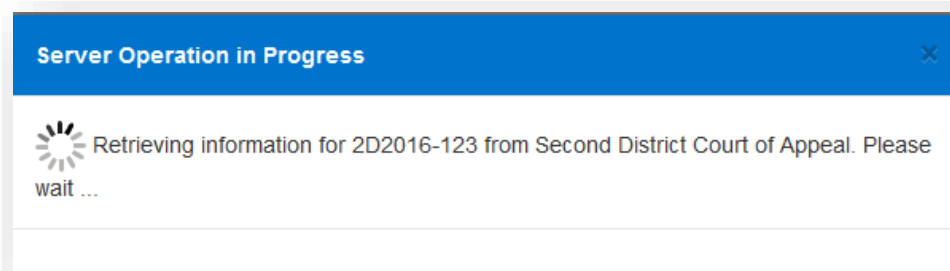 Server Operation in Progress
Retrieving information for 2D2016-123 from Second District Court of Appeal. Please
wait ...